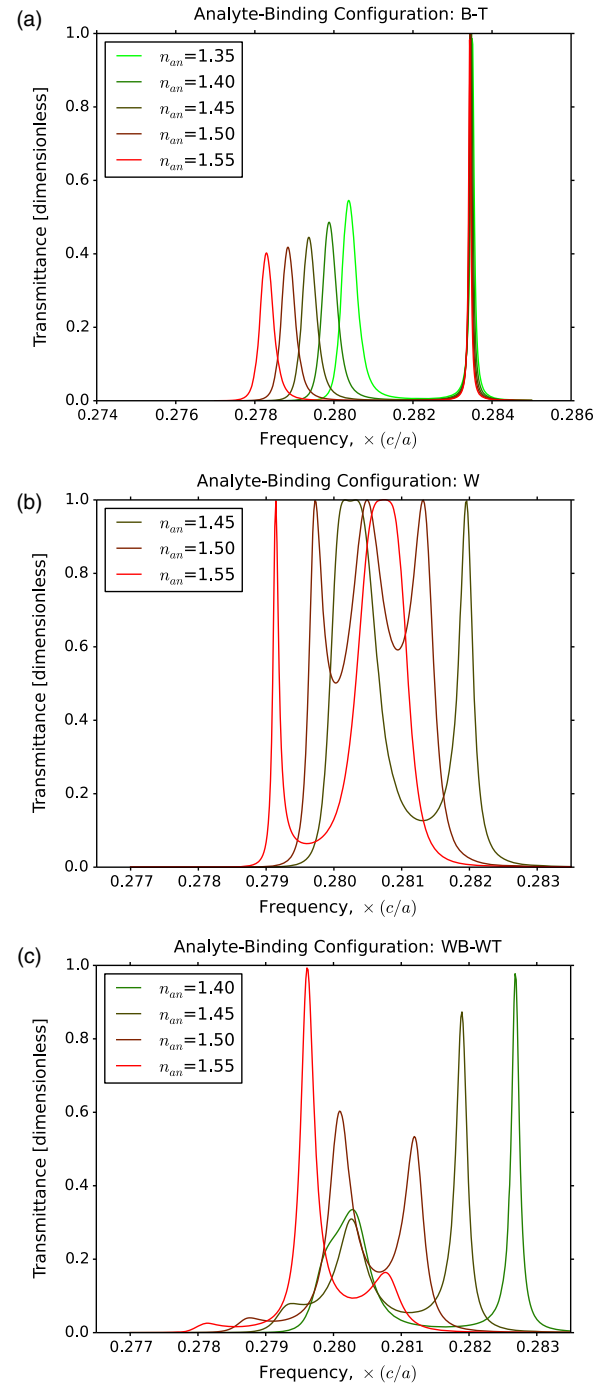 (a)
Analyte-Binding Configuration: B-T
Transmittance [dimensionless]
1.0
0.8
0.6
0.4
0.2
0.0
n_an=1.35
n_an=1.40
n_an=1.45
n_an=1.50
n_an=1.55
0.274 0.276 0.278 0.280 0.282 0.284 0.286
Frequency, × (c/a)
(b)
Analyte-Binding Configuration: W
Transmittance [dimensionless]
1.0
0.8
0.6
0.4
0.2
0.0
n_an=1.45
n_an=1.50
n_an=1.55
0.277 0.278 0.279 0.280 0.281 0.282 0.283
Frequency, × (c/a)
(c)
Analyte-Binding Configuration: WB-WT
Transmittance [dimensionless]
1.0
0.8
0.6
0.4
0.2
0.0
n_an=1.40
n_an=1.45
n_an=1.50
n_an=1.55
0.277 0.278 0.279 0.280 0.281 0.282 0.283
Frequency, × (c/a)